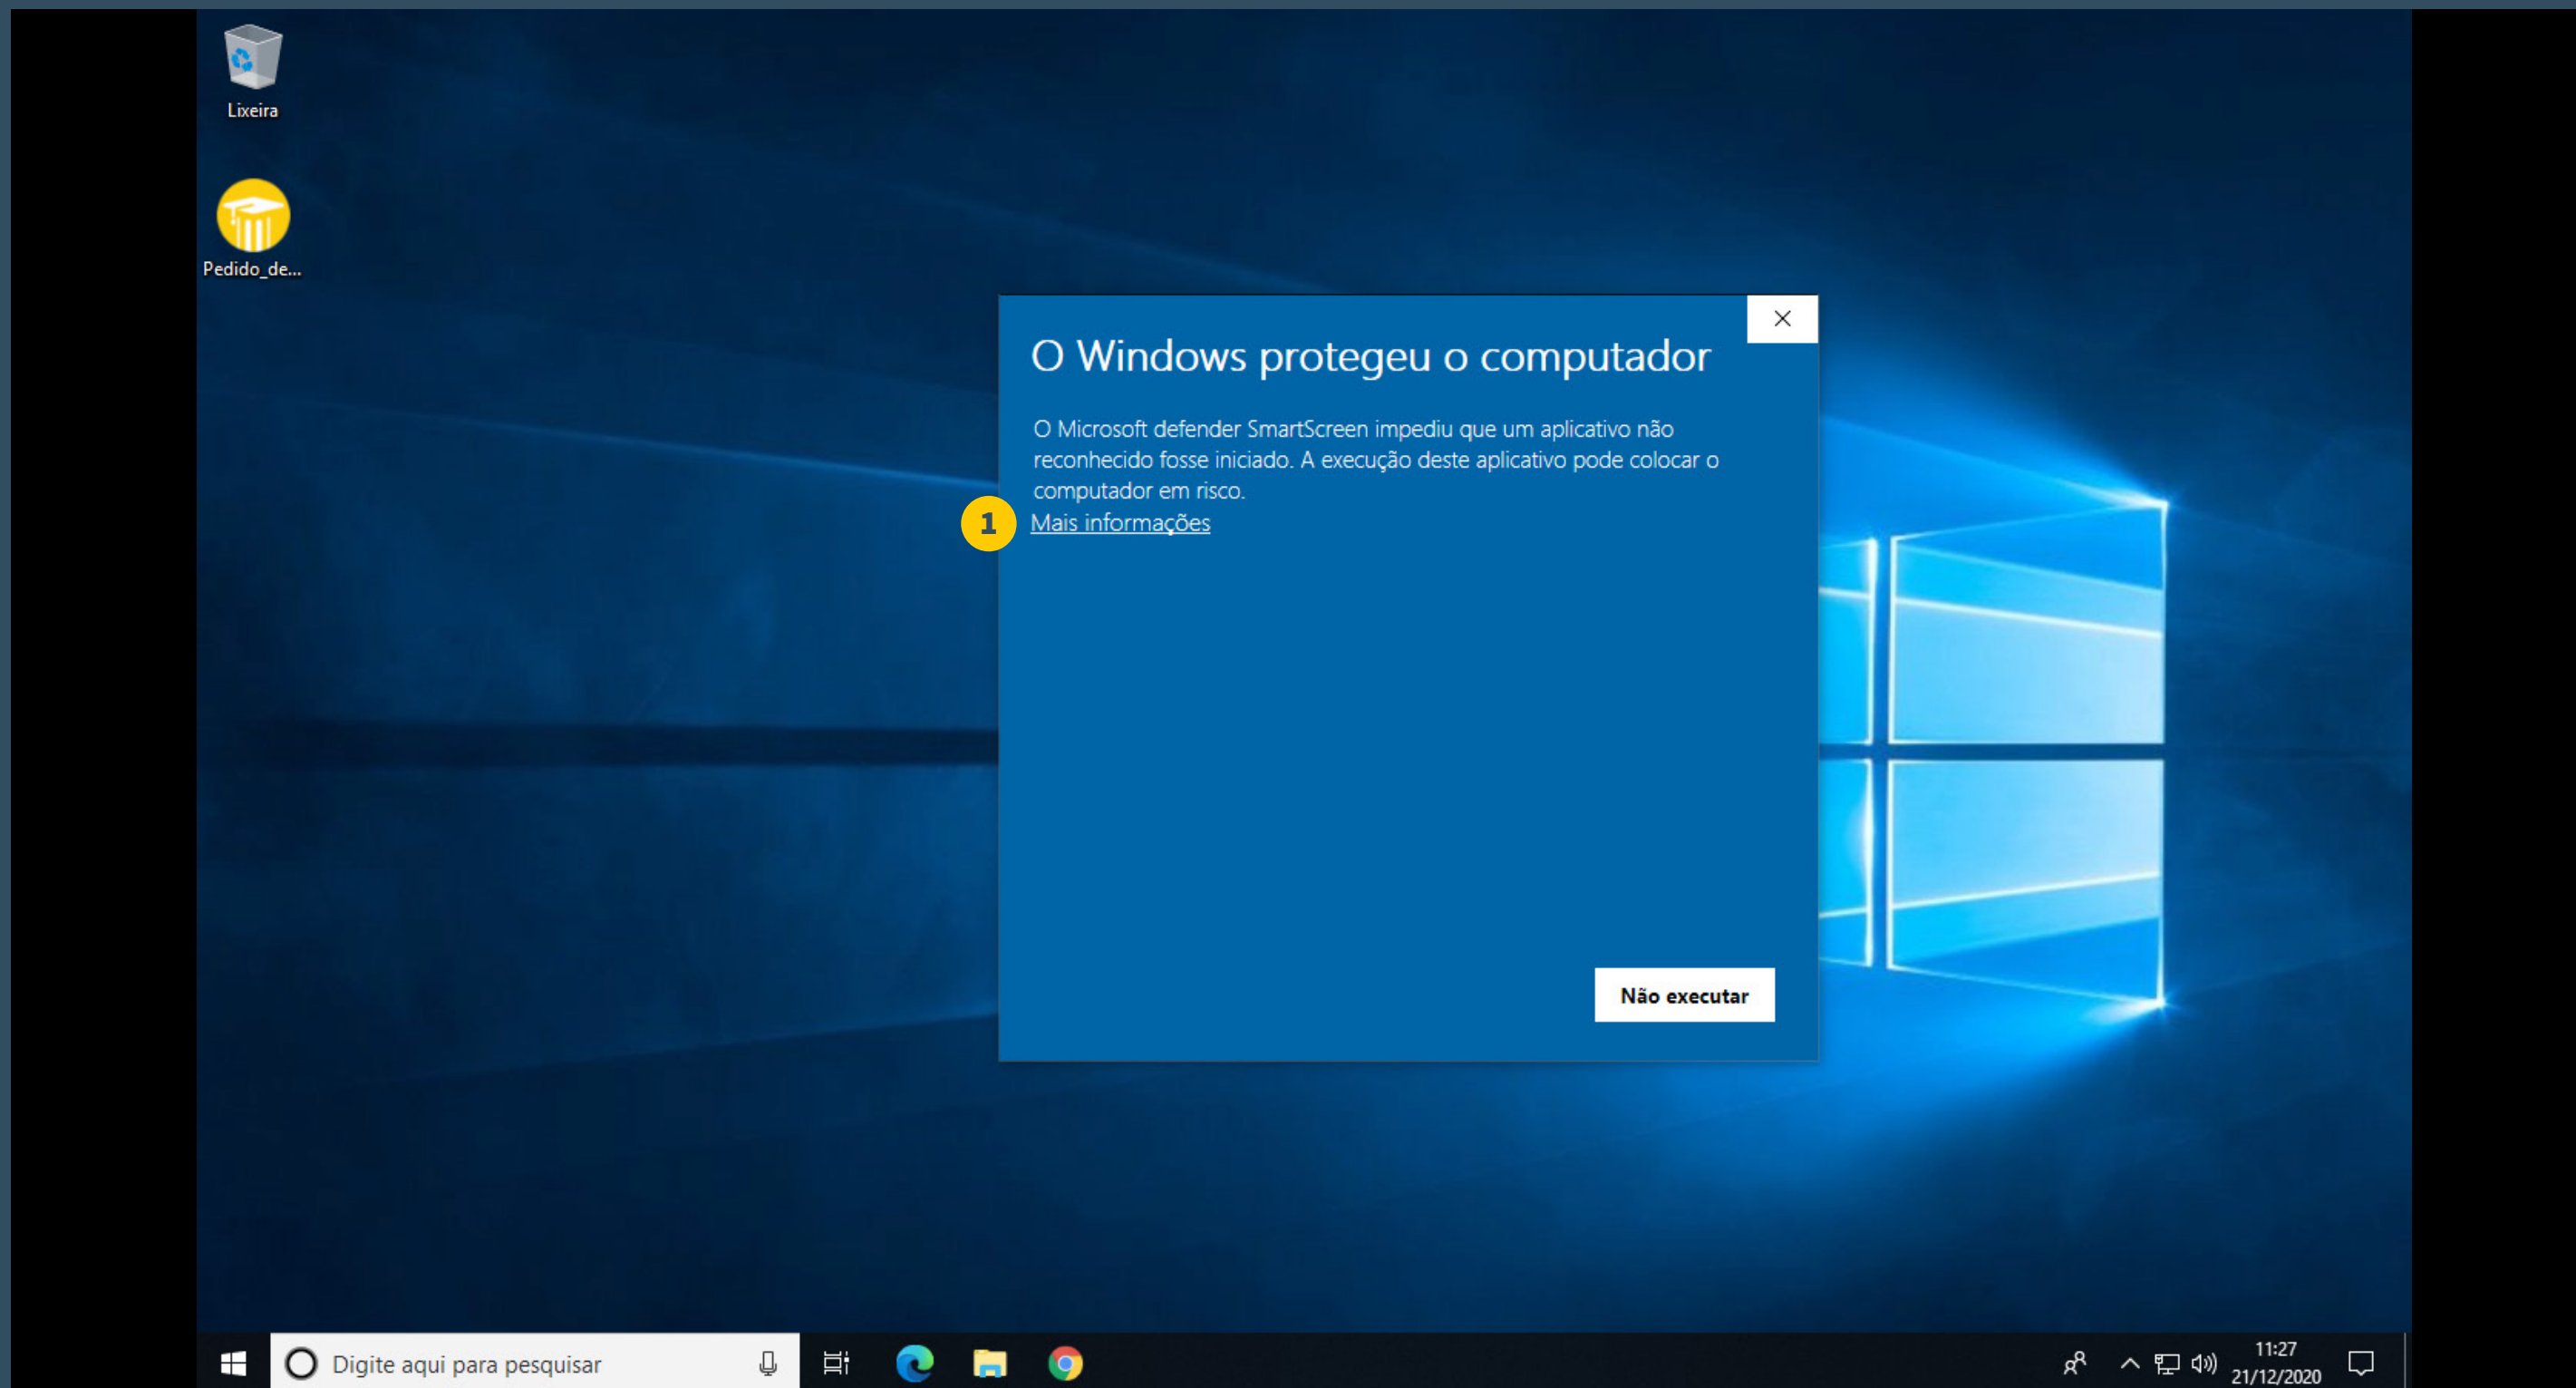 Lixeira
Pedido_de...
O Windows protegeu o computador
O Microsoft defender SmartScreen impediu que um aplicativo não
reconhecido fosse iniciado. A execução deste aplicativo pode colocar o
computador em risco.
1
Mais informações
Não executar
Digite aqui para pesquisar
11:27
21/12/2020